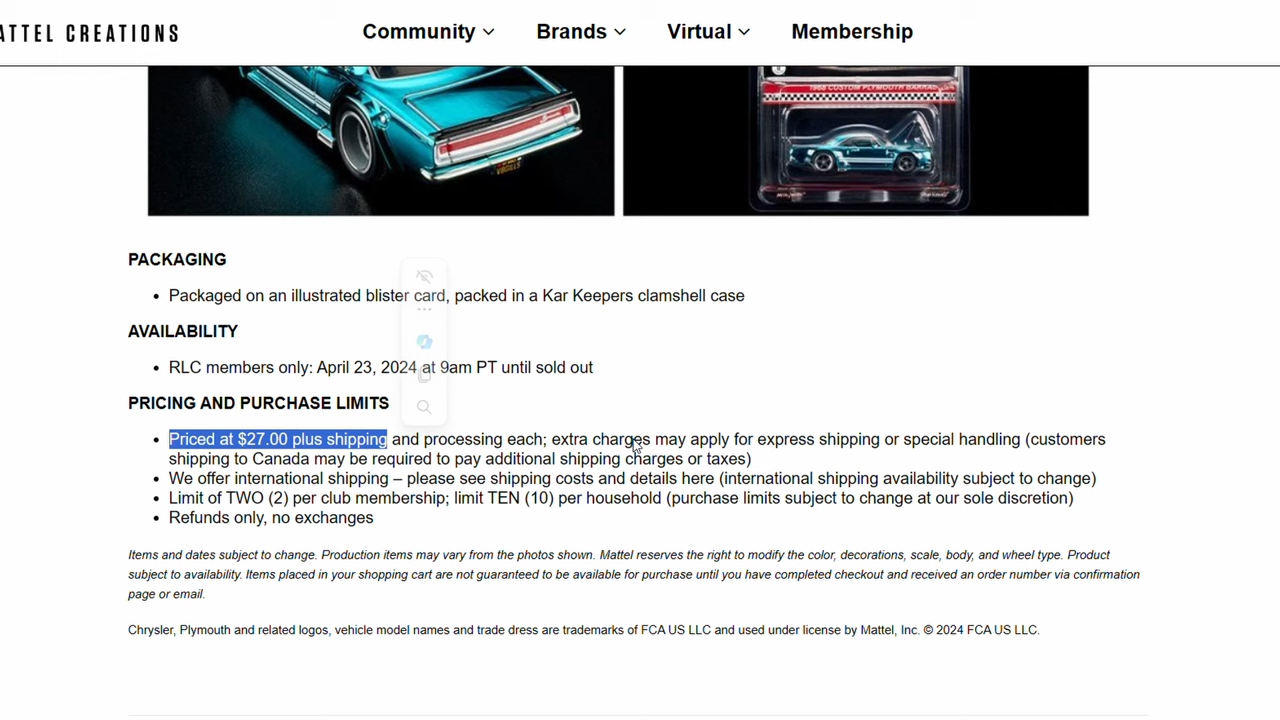 ATTEL CREATIONS
Community
Brands
Virtual
Membership
1968 CUSTOM PLYMOUTH BARRAC
PACKAGING
• Packaged on an illustrated blister card, packed in a Kar Keepers clamshell case
AVAILABILITY
• RLC members only: April 23, 2024 at 9am PT until sold out
PRICING AND PURCHASE LIMITS
• Priced at $27.00 plus shipping and processing each; extra charges may apply for express shipping or special handling (customers
shipping to Canada may be required to pay additional shipping charges or taxes)
• We offer international shipping – please see shipping costs and details here (international shipping availability subject to change)
• Limit of TWO (2) per club membership; limit TEN (10) per household (purchase limits subject to change at our sole discretion)
• Refunds only, no exchanges
Items and dates subject to change. Production items may vary from the photos shown. Mattel reserves the right to modify the color, decorations, scale, body, and wheel type. Product
subject to availability. Items placed in your shopping cart are not guaranteed to be available for purchase until you have completed checkout and received an order number via confirmation
page or email.
Chrysler, Plymouth and related logos, vehicle model names and trade dress are trademarks of FCA US LLC and used under license by Mattel, Inc. © 2024 FCA US LLC.